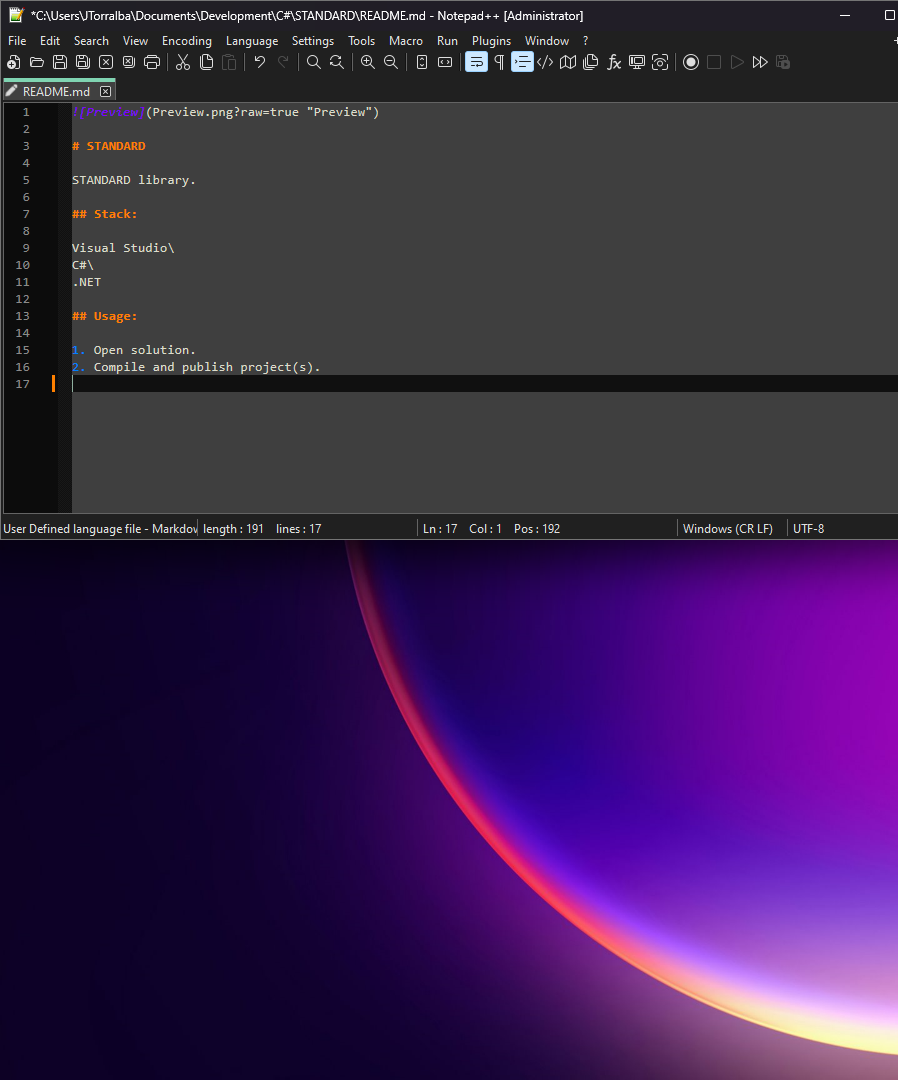 *C:\Users\JTorralba\Documents\Development\C#\STANDARD\README.md - Notepad++ [Administrator]
File Edit Search View Encoding Language Settings Tools Macro Run Plugins Window ?
README.md
1 ![Preview](Preview.png?raw=true "Preview")
2
3 # STANDARD
4
5 STANDARD library.
6
7 ## Stack:
8
9 Visual Studio\
10 C#\
11 .NET
12
13 ## Usage:
14
15 1. Open solution.
16 2. Compile and publish project(s).
17
User Defined language file - Markdov length : 191 lines : 17 Ln : 17 Col : 1 Pos : 192 Windows (CR LF) UTF-8